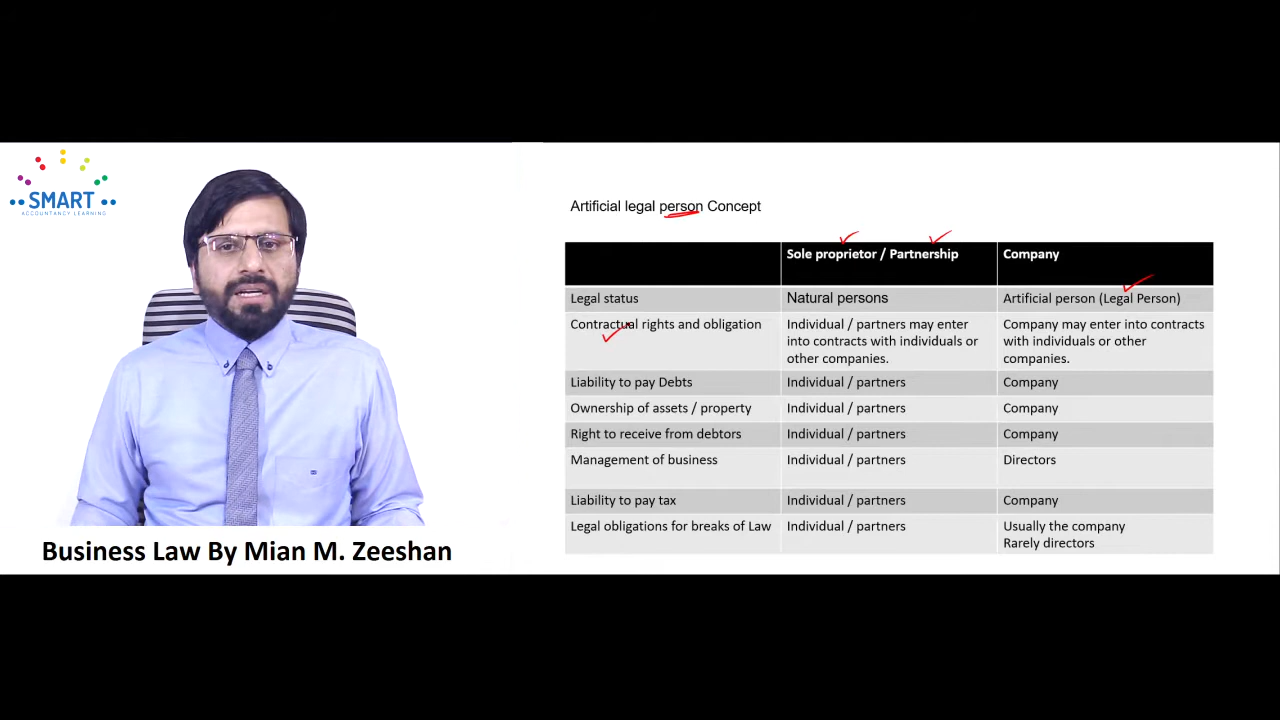 SMART
ACCOUNTANCY LEARNING
Business Law By Mian M. Zeeshan
Artificial legal person Concept
Sole proprietor / Partnership
Company
Legal status
Natural persons
Artificial person (Legal Person)
Contractual rights and obligation
Individual / partners may enter
into contracts with individuals or
other companies.
Company may enter into contracts
with individuals or other
companies.
Liability to pay Debts
Individual / partners
Company
Ownership of assets / property
Individual / partners
Company
Right to receive from debtors
Individual / partners
Company
Management of business
Individual / partners
Directors
Liability to pay tax
Individual / partners
Company
Legal obligations for breaks of Law
Individual / partners
Usually the company
Rarely directors